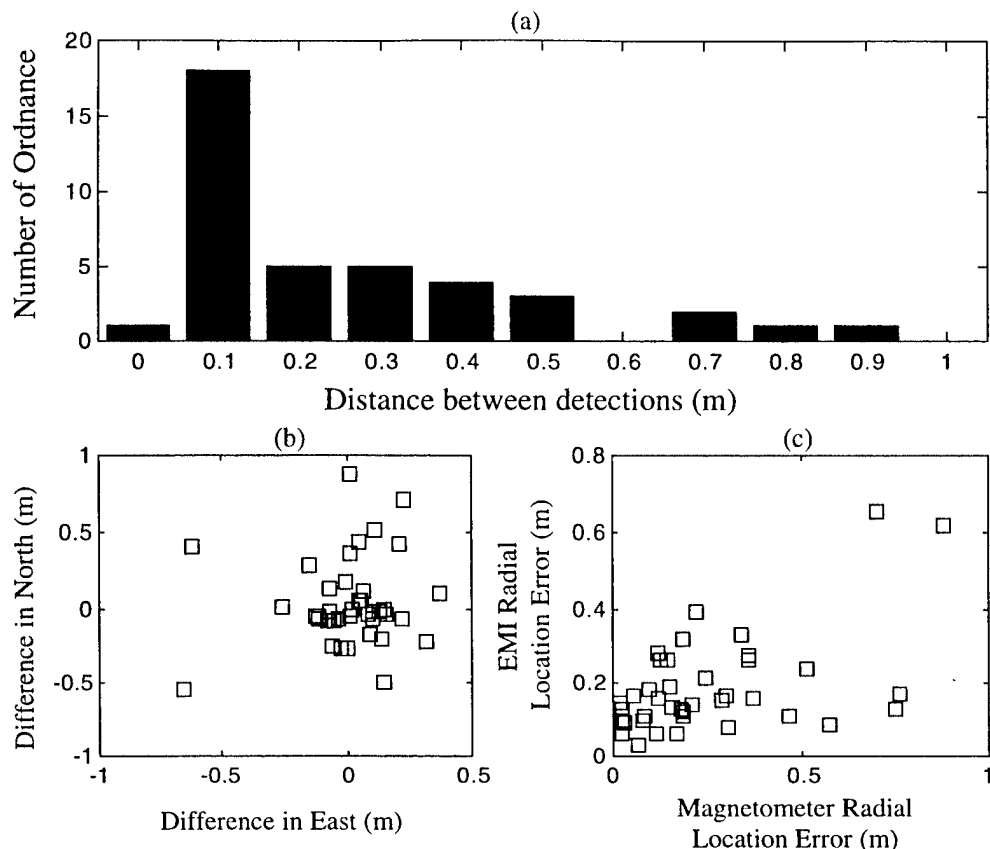 (a)
20
15
10
5
0
Number of Ordnance
0 0.1 0.2 0.3 0.4 0.5 0.6 0.7 0.8 0.9 1
Distance between detections (m)
(b)
1
0.5
0
-0.5
-1
Difference in North (m)
-1 -0.5 0 0.5
Difference in East (m)
(c)
0.8
0.6
0.4
0.2
0
EMI Radial
Location Error (m)
0 0.5 1
Magnetometer Radial
Location Error (m)